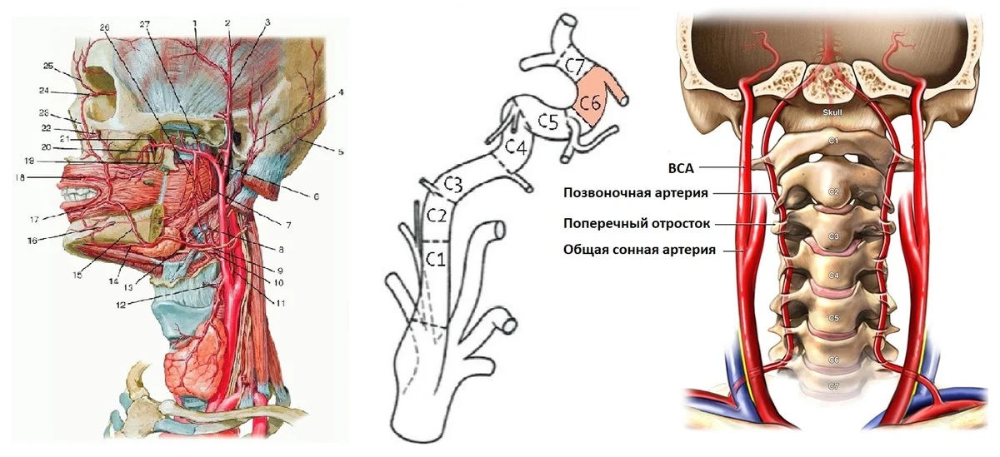 26
27
1
2
3
25
24
23
22
21
20
19
18
17
16
15
14
13
12
4
5
6
7
8
9
10
11
C7
C6
C5
C4
C3
C2
C1
Skull
C1
ВСА
Позвоночная артерия
C2
Поперечный отросток
C3
Общая сонная артерия
C4
C5
C6
C7